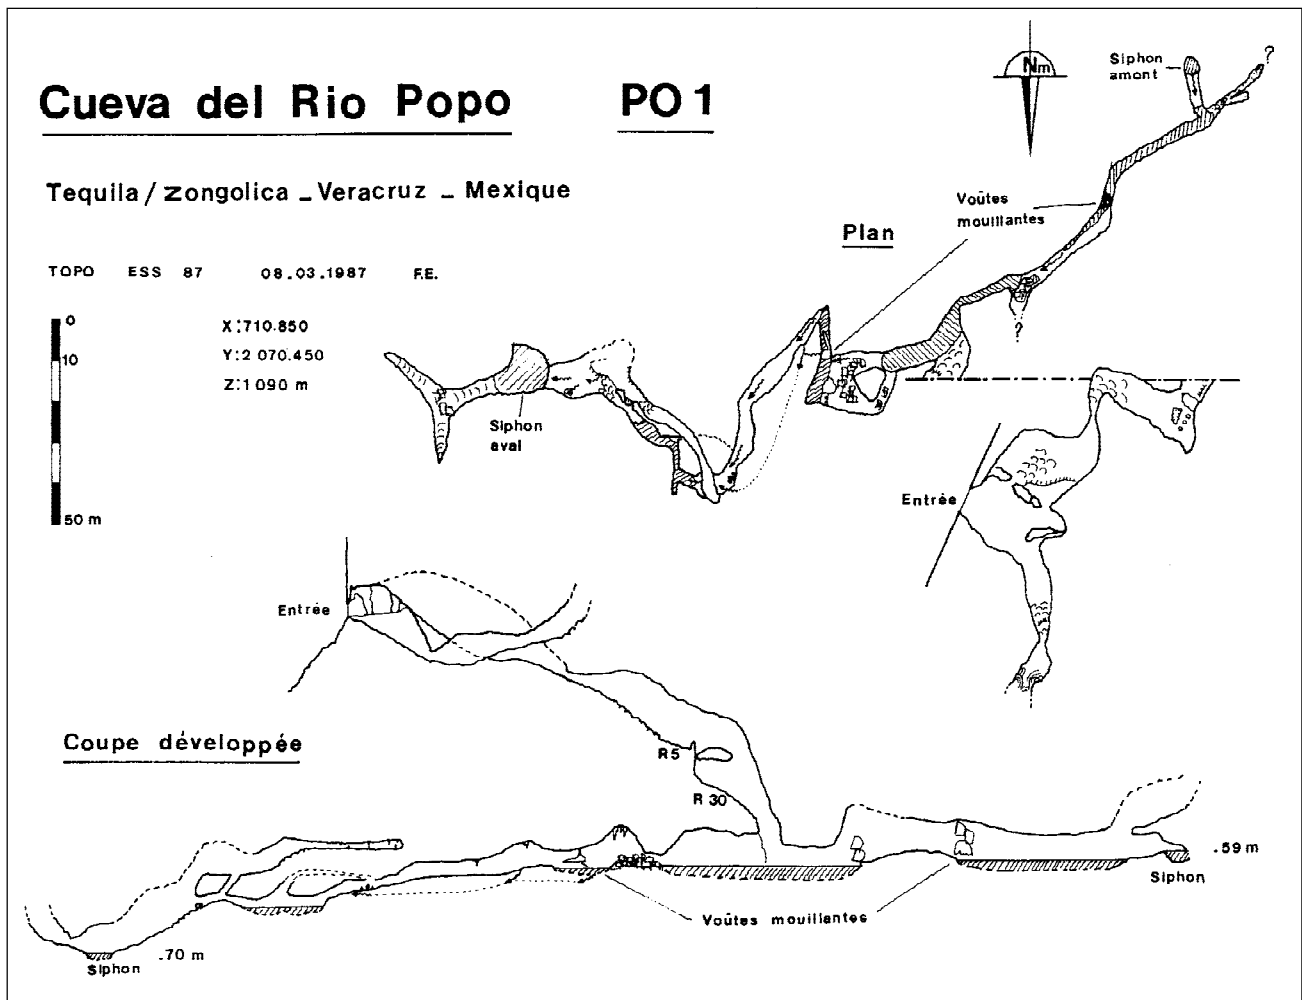 Cueva del Rio Popo PO 1
Tequila / Zongolica _ Veracruz _ Mexique
TOPO ESS 87 08.03.1987 F.E.
X:710.850
Y:2 070.450
Z:1 090 m
0
10
50 m
Nm
Siphon
amont
?
Voûtes
mouillantes
Plan
?
Siphon
aval
Entrée
Entrée
Coupe développée
R5
R 30
.59 m
Siphon
Voûtes mouillantes
.70 m
Siphon